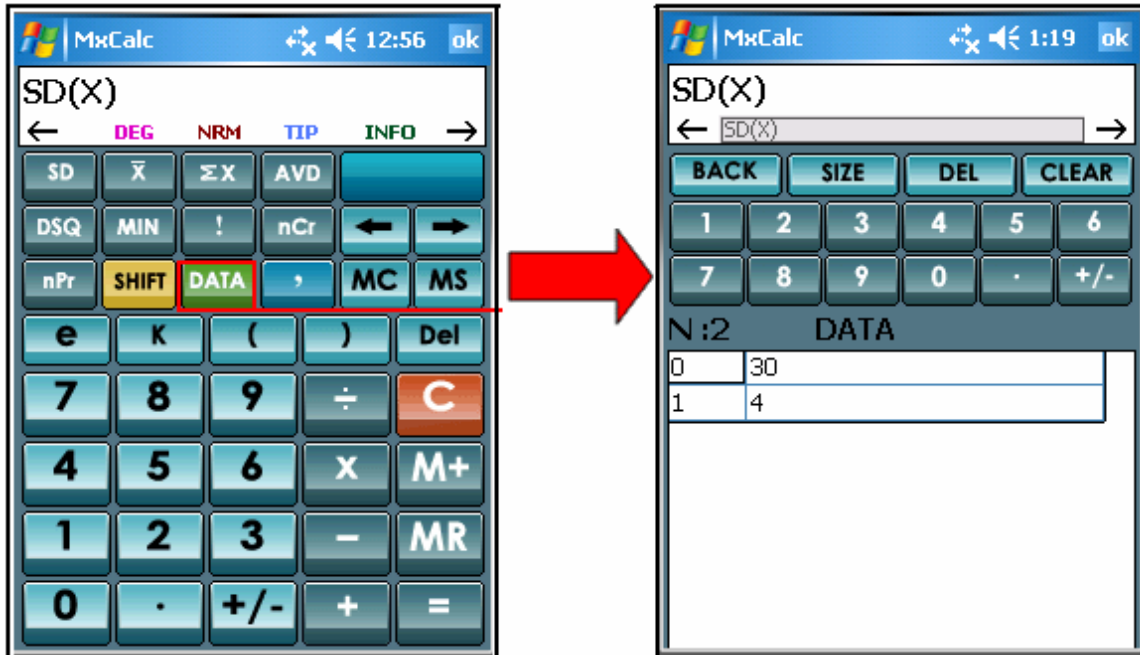 MxCalc 12:56 ok
SD(X)
← DEG NRM TIP INFO →
SD X̅ ΣX AVD
DSQ MIN ! nCr ← →
nPr SHIFT DATA , MC MS
e K ( ) Del
7 8 9 ÷ C
4 5 6 x M+
1 2 3 − MR
0 · +/- + =
MxCalc 1:19 ok
SD(X)
← SD(X) →
BACK SIZE DEL CLEAR
1 2 3 4 5 6
7 8 9 0 · +/-
N :2 DATA
0 30
1 4